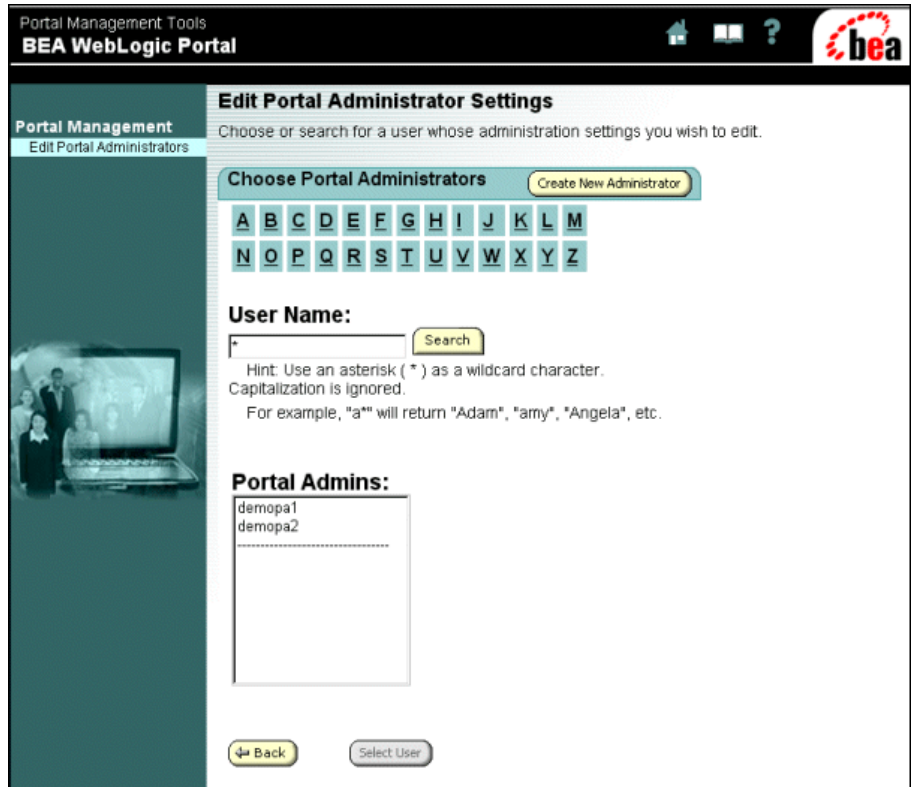 Portal Management Tools
BEA WebLogic Portal
?
bea
Portal Management
Edit Portal Administrators
Edit Portal Administrator Settings
Choose or search for a user whose administration settings you wish to edit.
Choose Portal Administrators
Create New Administrator
A B C D E F G H I J K L M
N O P Q R S T U V W X Y Z
User Name:
*
Search
Hint: Use an asterisk ( * ) as a wildcard character.
Capitalization is ignored.
For example, "a*" will return "Adam", "amy", "Angela", etc.
Portal Admins:
demopa1
demopa2
---------------------------------
Back
Select User